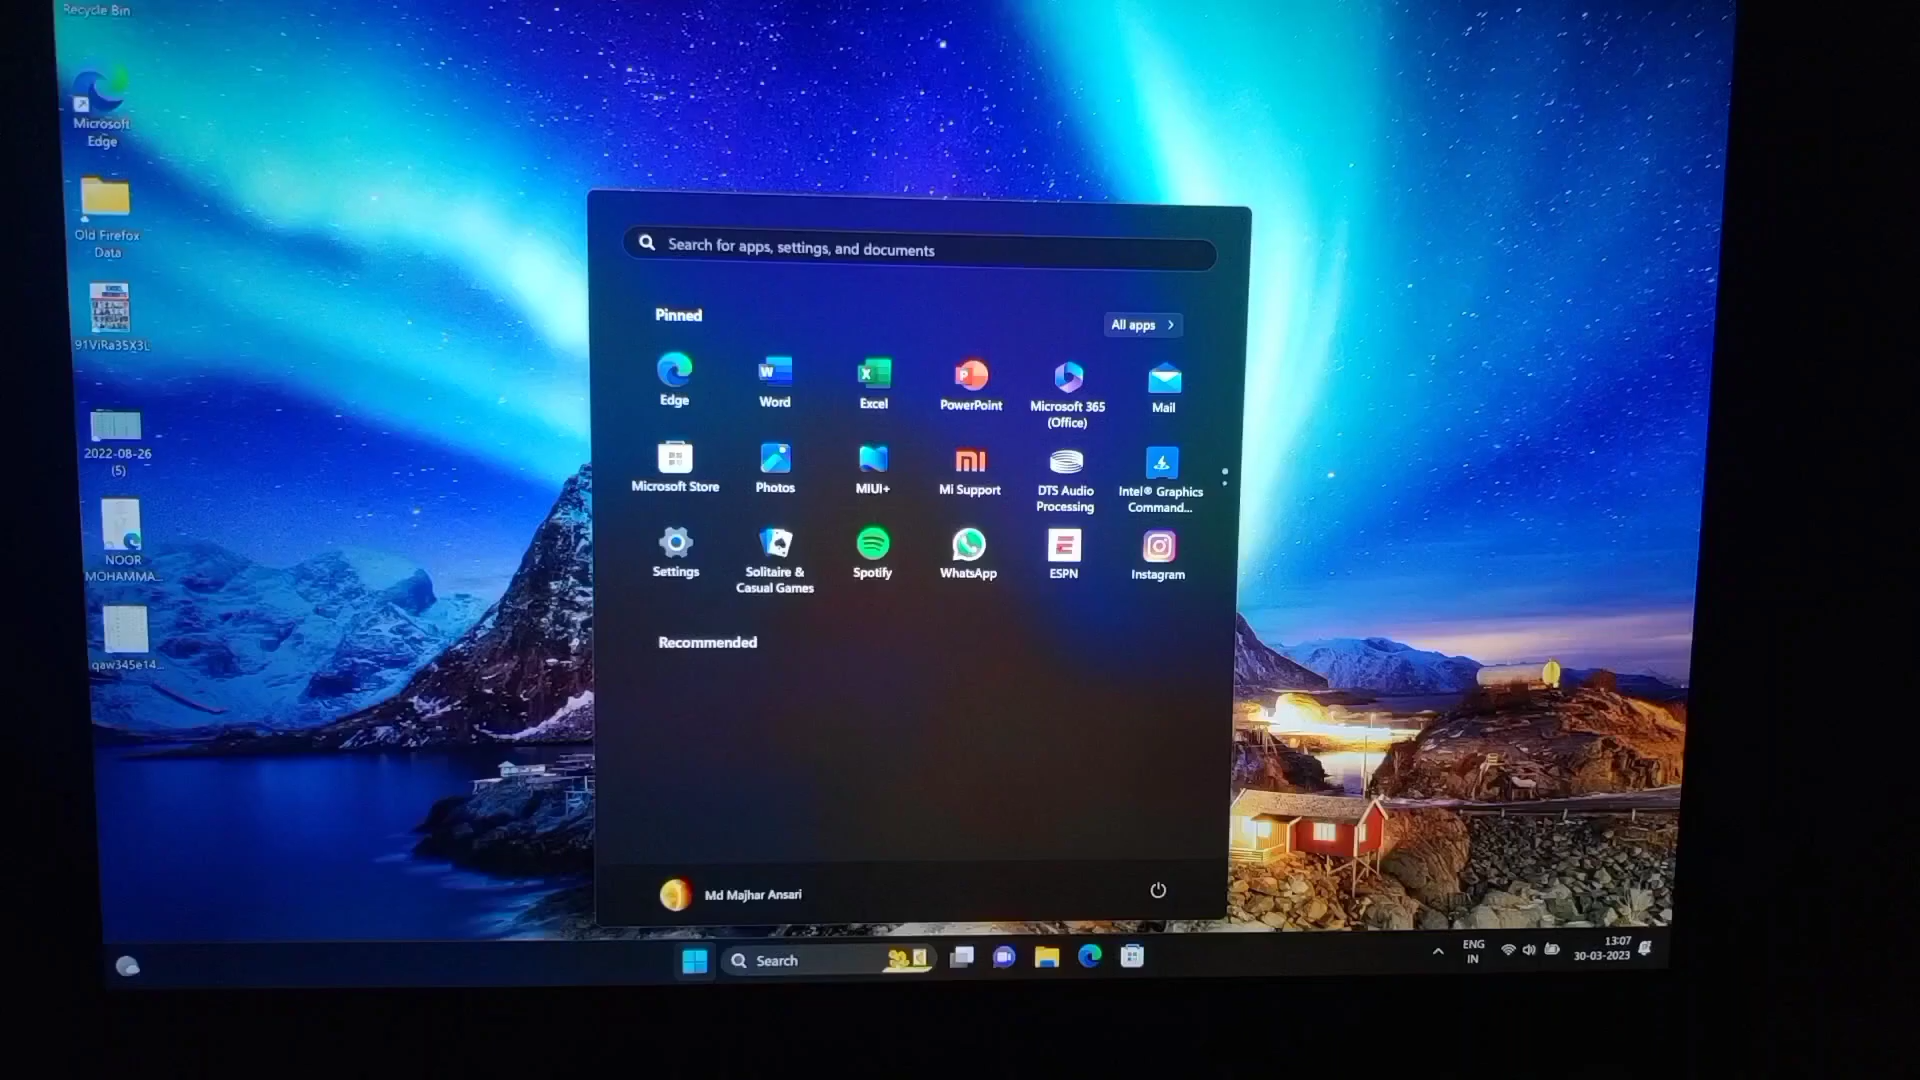 Recycle Bin
Microsoft
Edge
Old Firefox
Data
91ViRa35X3L
2022-08-26
(5)
NOOR
MOHAMMA...
qaw345e14...
Search for apps, settings, and documents
Pinned
All apps
Edge
Word
Excel
PowerPoint
Microsoft 365
(Office)
Mail
Microsoft Store
Photos
MIUI+
Mi Support
DTS Audio
Processing
Intel® Graphics
Command...
Settings
Solitaire &
Casual Games
Spotify
WhatsApp
ESPN
Instagram
Recommended
Md Majhar Ansari
Search
ENG
IN
13:07
30-03-2023